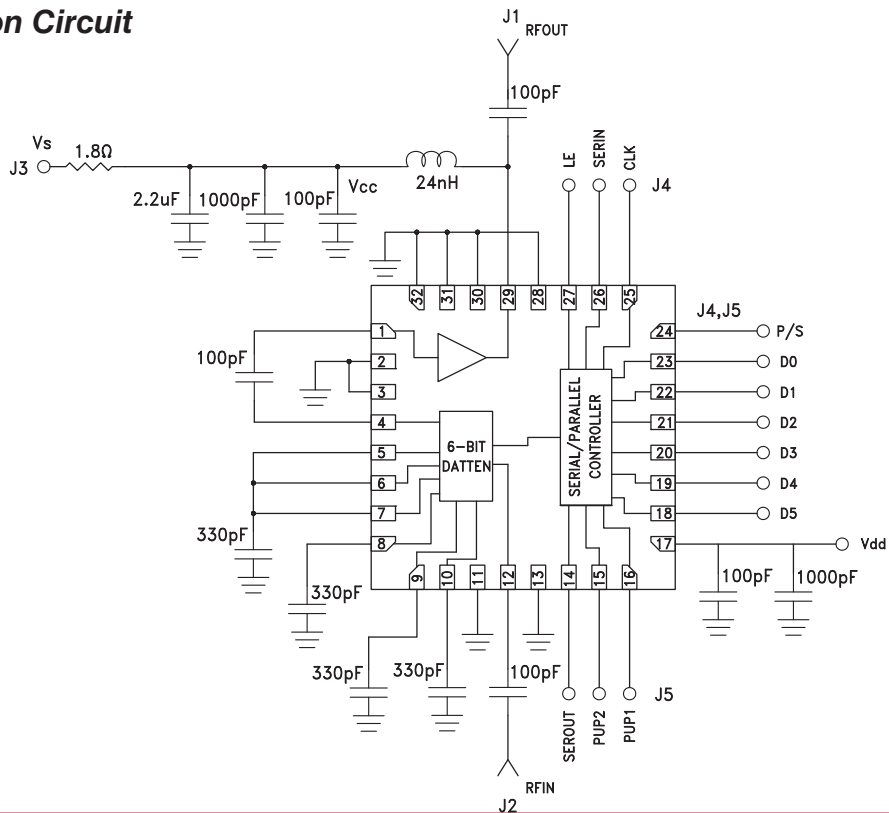 on Circuit
J1
RFOUT
100pF
Vs
J3
1.8Ω
2.2uF
1000pF
100pF
Vcc
24nH
LE
SERIN
CLK
J4
32
31
30
29
28
27
26
25
J4,J5
1
2
3
4
5
6
7
8
100pF
330pF
24
P/S
23
D0
22
D1
21
D2
20
D3
19
D4
18
D5
17
Vdd
6-BIT
DATTEN
SERIAL/PARALLEL
CONTROLLER
9
10
11
12
13
14
15
16
330pF
330pF
330pF
100pF
100pF
1000pF
SEROUT
PUP2
PUP1
J5
RFIN
J2